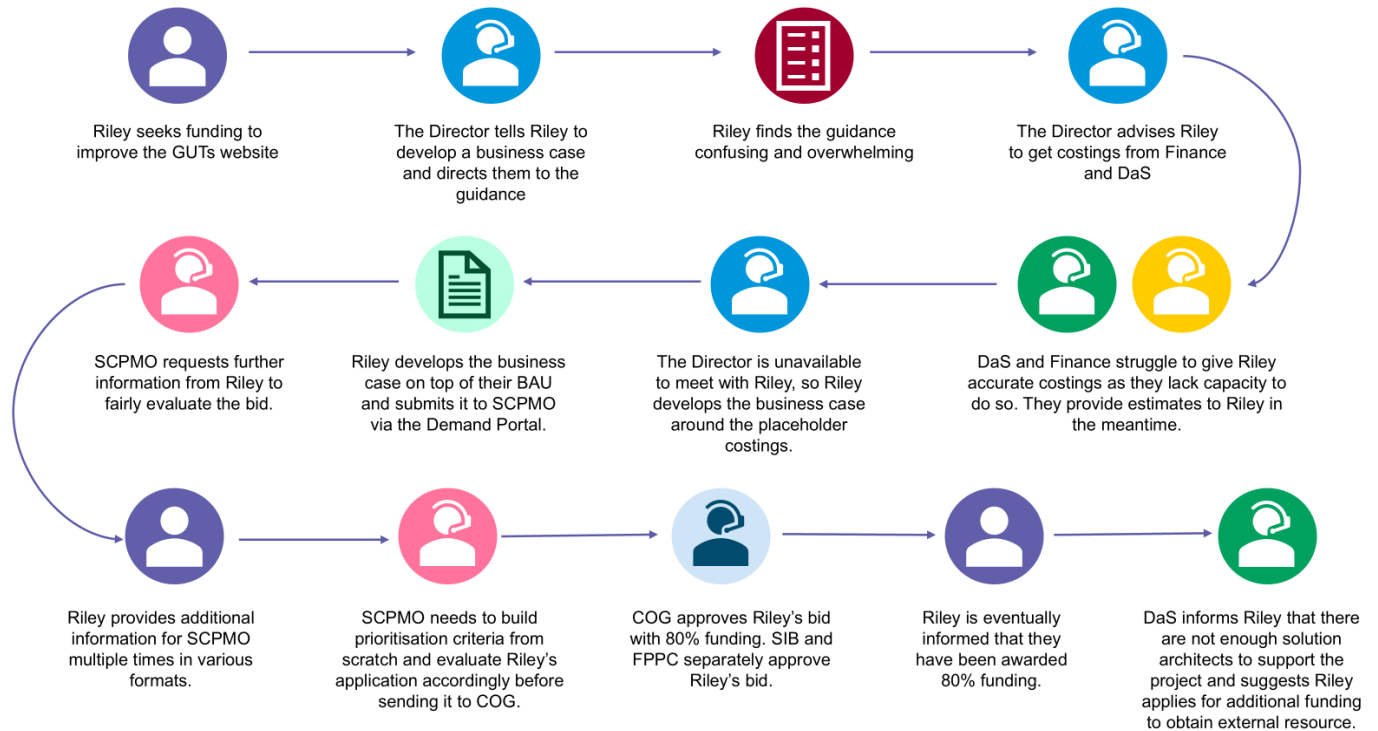 Riley seeks funding to
improve the GUTs website
The Director tells Riley to
develop a business case
and directs them to the
guidance
Riley finds the guidance
confusing and overwhelming
The Director advises Riley
to get costings from Finance
and DaS
DaS and Finance struggle to give Riley
accurate costings as they lack capacity to
do so. They provide estimates to Riley in
the meantime.
The Director is unavailable
to meet with Riley, so Riley
develops the business case
around the placeholder
costings.
Riley develops the business
case on top of their BAU
and submits it to SCPMO
via the Demand Portal.
SCPMO requests further
information from Riley to
fairly evaluate the bid.
Riley provides additional
information for SCPMO
multiple times in various
formats.
SCPMO needs to build
prioritisation criteria from
scratch and evaluate Riley’s
application accordingly before
sending it to COG.
COG approves Riley’s bid
with 80% funding. SIB and
FPPC separately approve
Riley’s bid.
Riley is eventually
informed that they
have been awarded
80% funding.
DaS informs Riley that there
are not enough solution
architects to support the
project and suggests Riley
applies for additional funding
to obtain external resource.